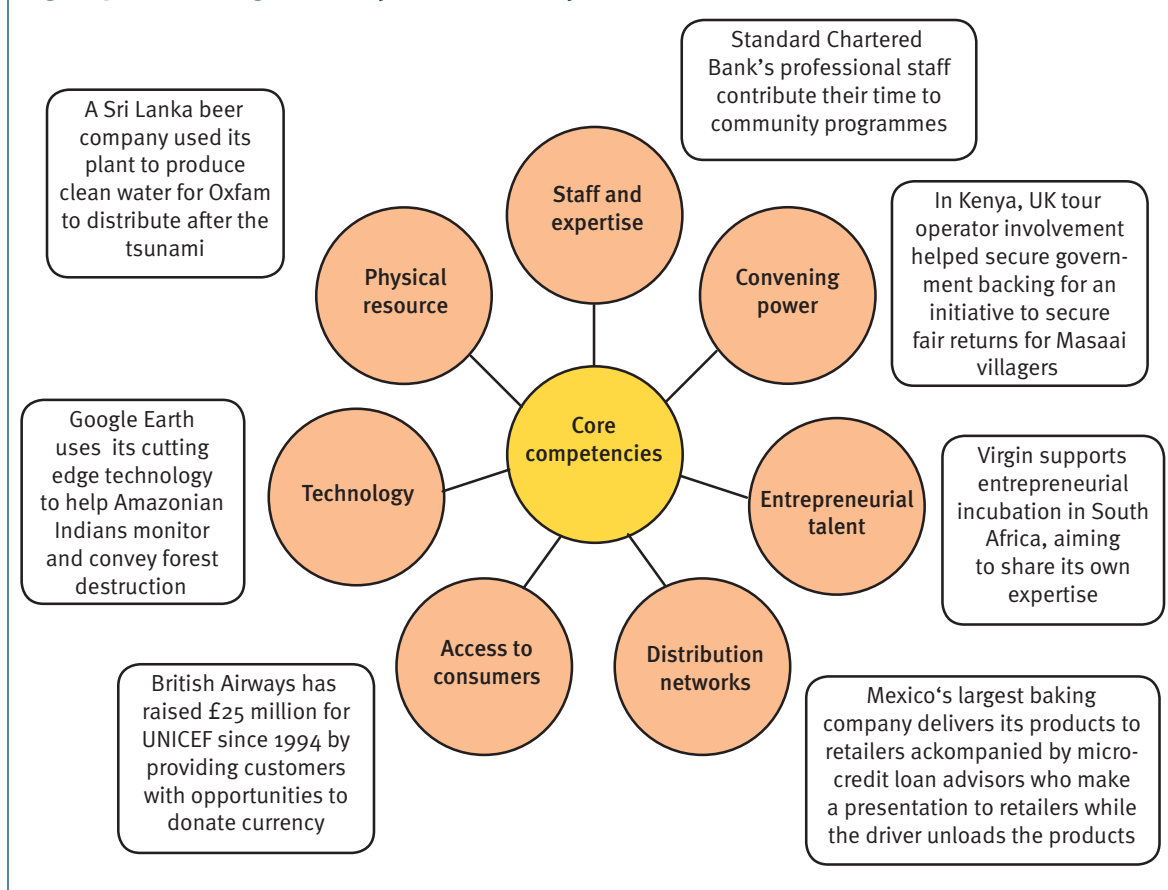 Standard Chartered
Bank's professional staff
contribute their time to
community programmes
A Sri Lanka beer
company used its
plant to produce
clean water for Oxfam
to distribute after the
tsunami
Staff and
expertise
In Kenya, UK tour
operator involvement
helped secure govern-
ment backing for an
initiative to secure
fair returns for Masaai
villagers
Physical
resource
Convening
power
Core
competencies
Google Earth
uses its cutting
edge technology
to help Amazonian
Indians monitor
and convey forest
destruction
Technology
Entrepreneurial
talent
Virgin supports
entrepreneurial
incubation in South
Africa, aiming
to share its own
expertise
Access to
consumers
Distribution
networks
British Airways has
raised £25 million for
UNICEF since 1994 by
providing customers
with opportunities to
donate currency
Mexico‘s largest baking
company delivers its products to
retailers ackompanied by micro-
credit loan advisors who make
a presentation to retailers while
the driver unloads the products